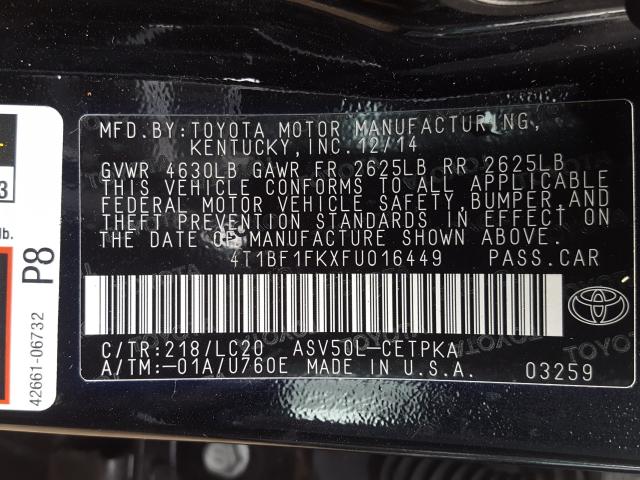 MFD. BY: TOYOTA MOTOR MANUFACTURING,
KENTUCKY, INC. 12/14
GVWR 4630LB GAWR FR 2625LB RR 2625LB
THIS VEHICLE CONFORMS TO ALL APPLICABLE
FEDERAL MOTOR VEHICLE SAFETY, BUMPER, AND
THEFT PREVENTION STANDARDS IN EFFECT ON
THE DATE OF MANUFACTURE SHOWN ABOVE.
4T1BF1FKXFU016449 PASS. CAR
C/TR: 218/LC20 ASV50L-CETPKA
A/TM: -01A/U760E MADE IN U.S.A. 03259
3
lb.
P8
42661-06732